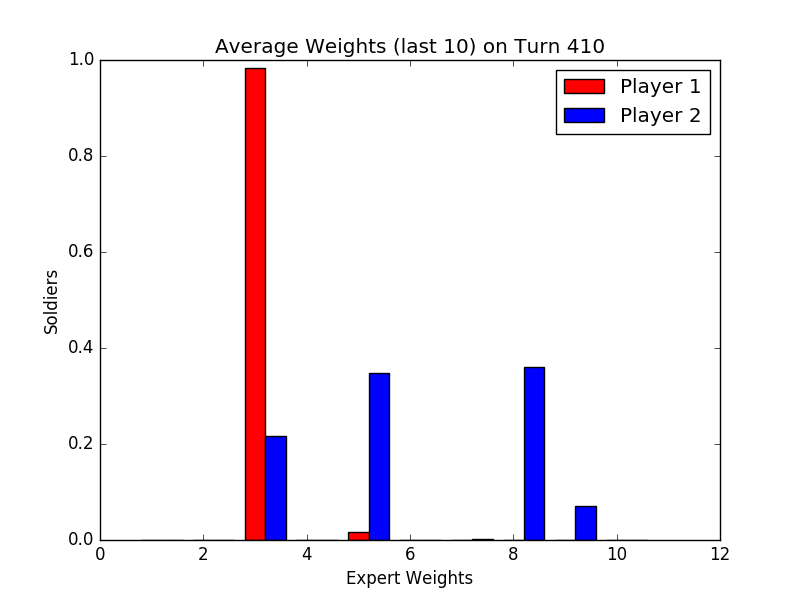 Average Weights (last 10) on Turn 410
1.0
0.8
0.6
0.4
0.2
0.0
Soldiers
Player 1
Player 2
0 2 4 6 8 10 12
Expert Weights